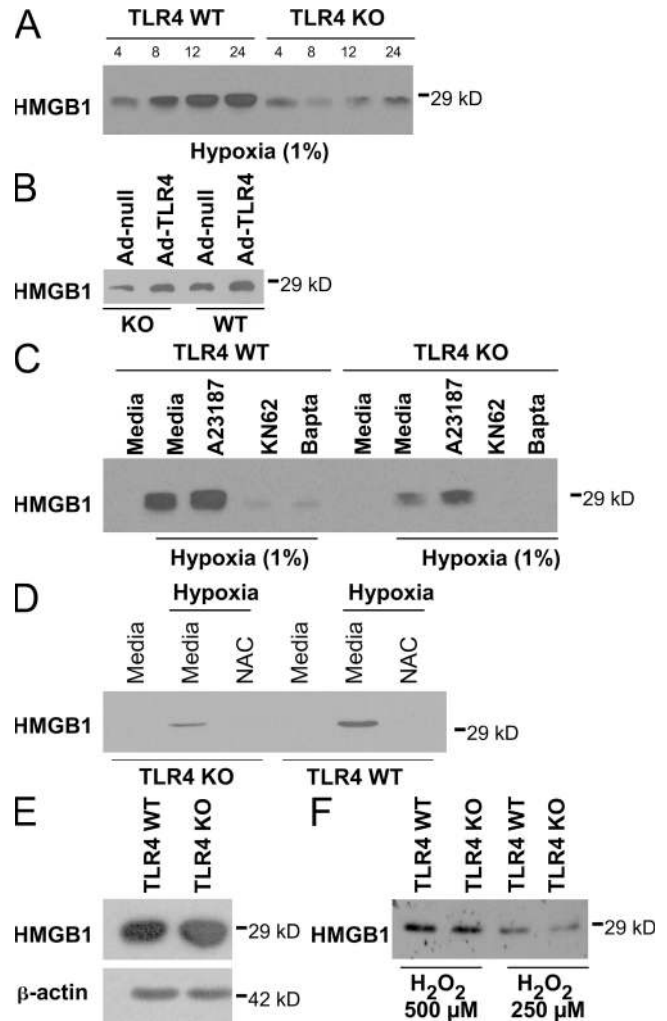 A
TLR4 WT TLR4 KO
4 8 12 24 4 8 12 24
HMGB1 29 kD
Hypoxia (1%)
B
Ad-null Ad-TLR4 Ad-null Ad-TLR4
HMGB1 29 kD
KO WT
C
TLR4 WT TLR4 KO
Media Media A23187 KN62 Bapta Media Media A23187 KN62 Bapta
HMGB1 29 kD
Hypoxia (1%) Hypoxia (1%)
D
Hypoxia Hypoxia
Media Media NAC Media Media NAC
HMGB1 29 kD
TLR4 KO TLR4 WT
E
TLR4 WT TLR4 KO
HMGB1 29 kD
β-actin 42 kD
F
TLR4 WT TLR4 KO TLR4 WT TLR4 KO
HMGB1 29 kD
H₂O₂ H₂O₂
500 µM 250 µM